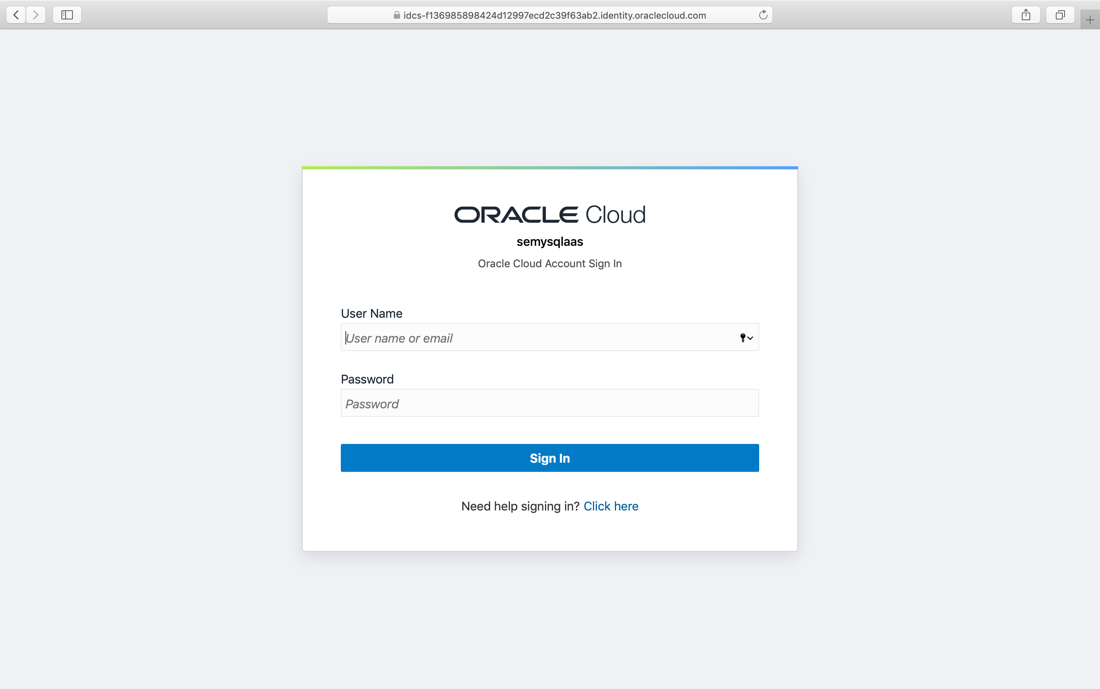 idcs-f136985898424d12997ecd2c39f63ab2.identity.oraclecloud.com
ORACLE Cloud
semysqlaas
Oracle Cloud Account Sign In
User Name
User name or email
Password
Password
Sign In
Need help signing in? Click here